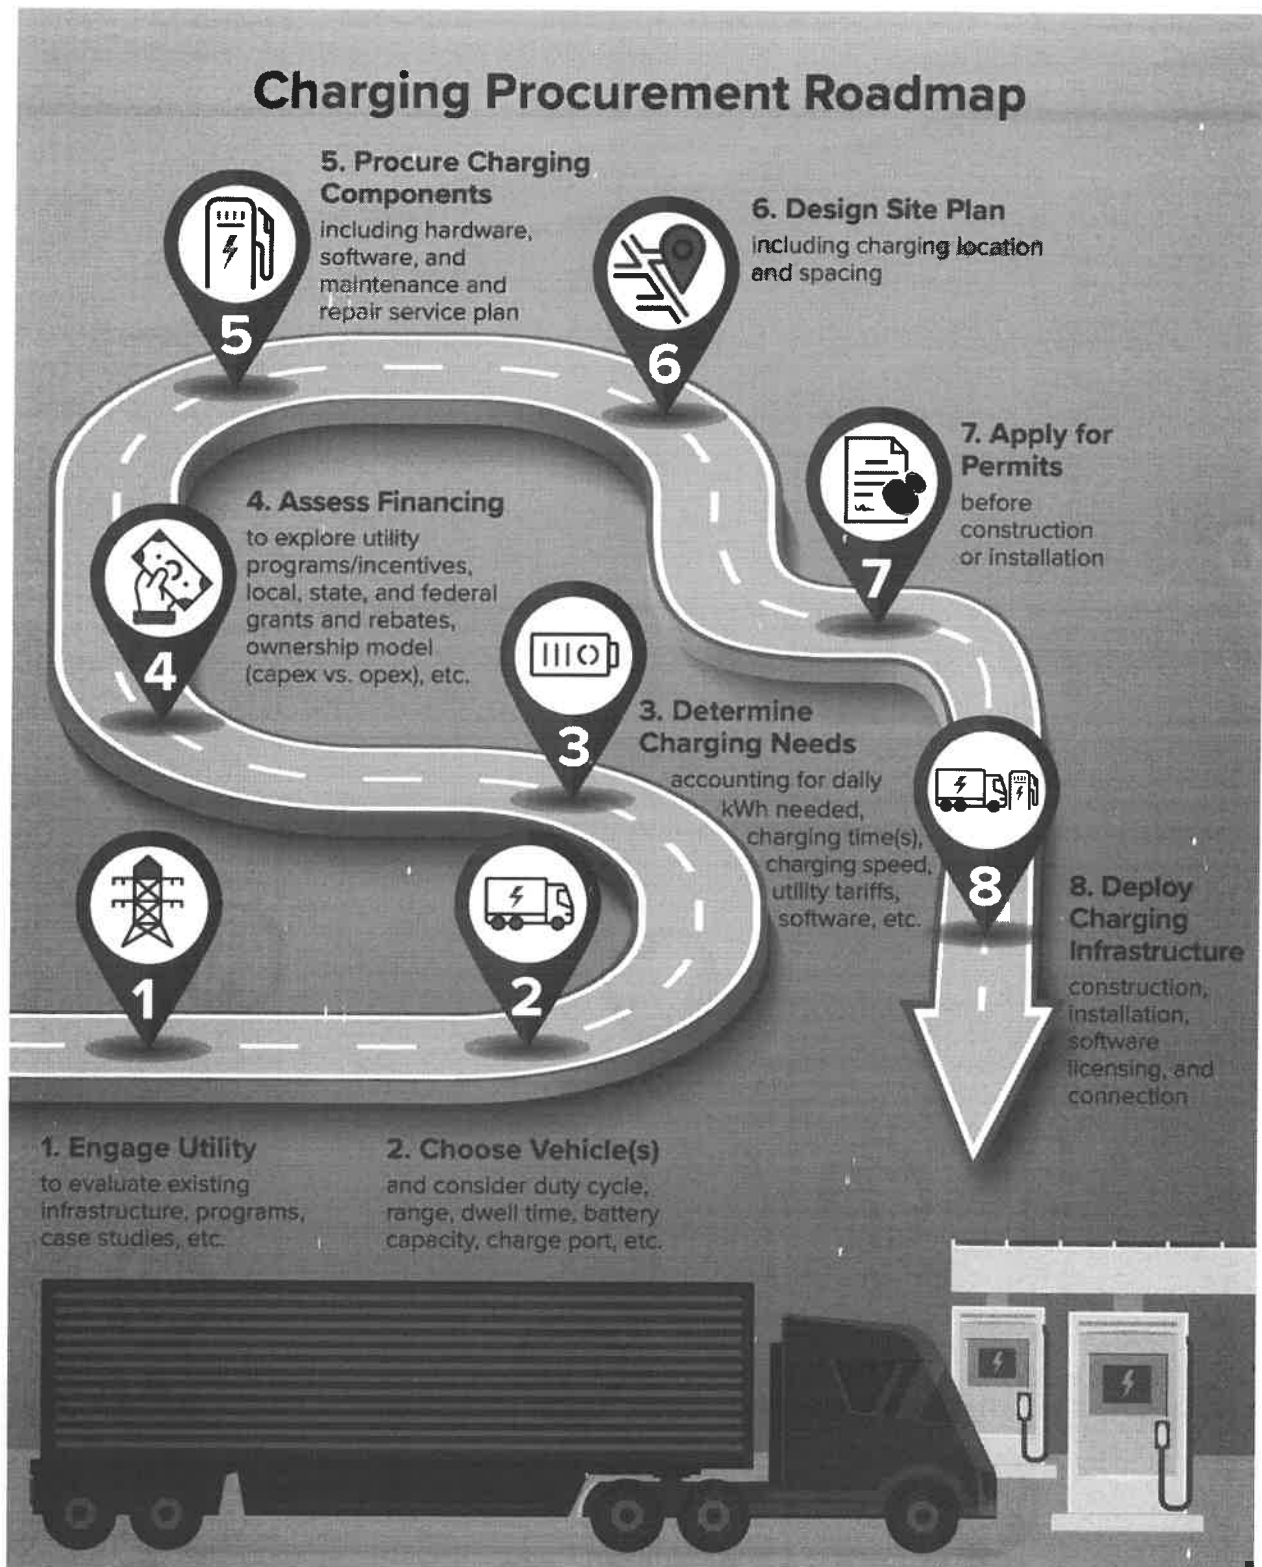 Charging Procurement Roadmap
5. Procure Charging
Components
including hardware,
software, and
maintenance and
repair service plan
5
6. Design Site Plan
including charging location
and spacing
6
7. Apply for
Permits
before
construction
or installation
7
4. Assess Financing
to explore utility
programs/incentives,
local, state, and federal
grants and rebates,
ownership model
(capex vs. opex), etc.
4
3
3. Determine
Charging Needs
accounting for daily
kWh needed,
charging time(s),
charging speed,
utility tariffs,
software, etc.
8
8. Deploy
Charging
Infrastructure
construction,
installation,
software
licensing, and
connection
1
2
1. Engage Utility
to evaluate existing
infrastructure, programs,
case studies, etc.
2. Choose Vehicle(s)
and consider duty cycle,
range, dwell time, battery
capacity, charge port, etc.